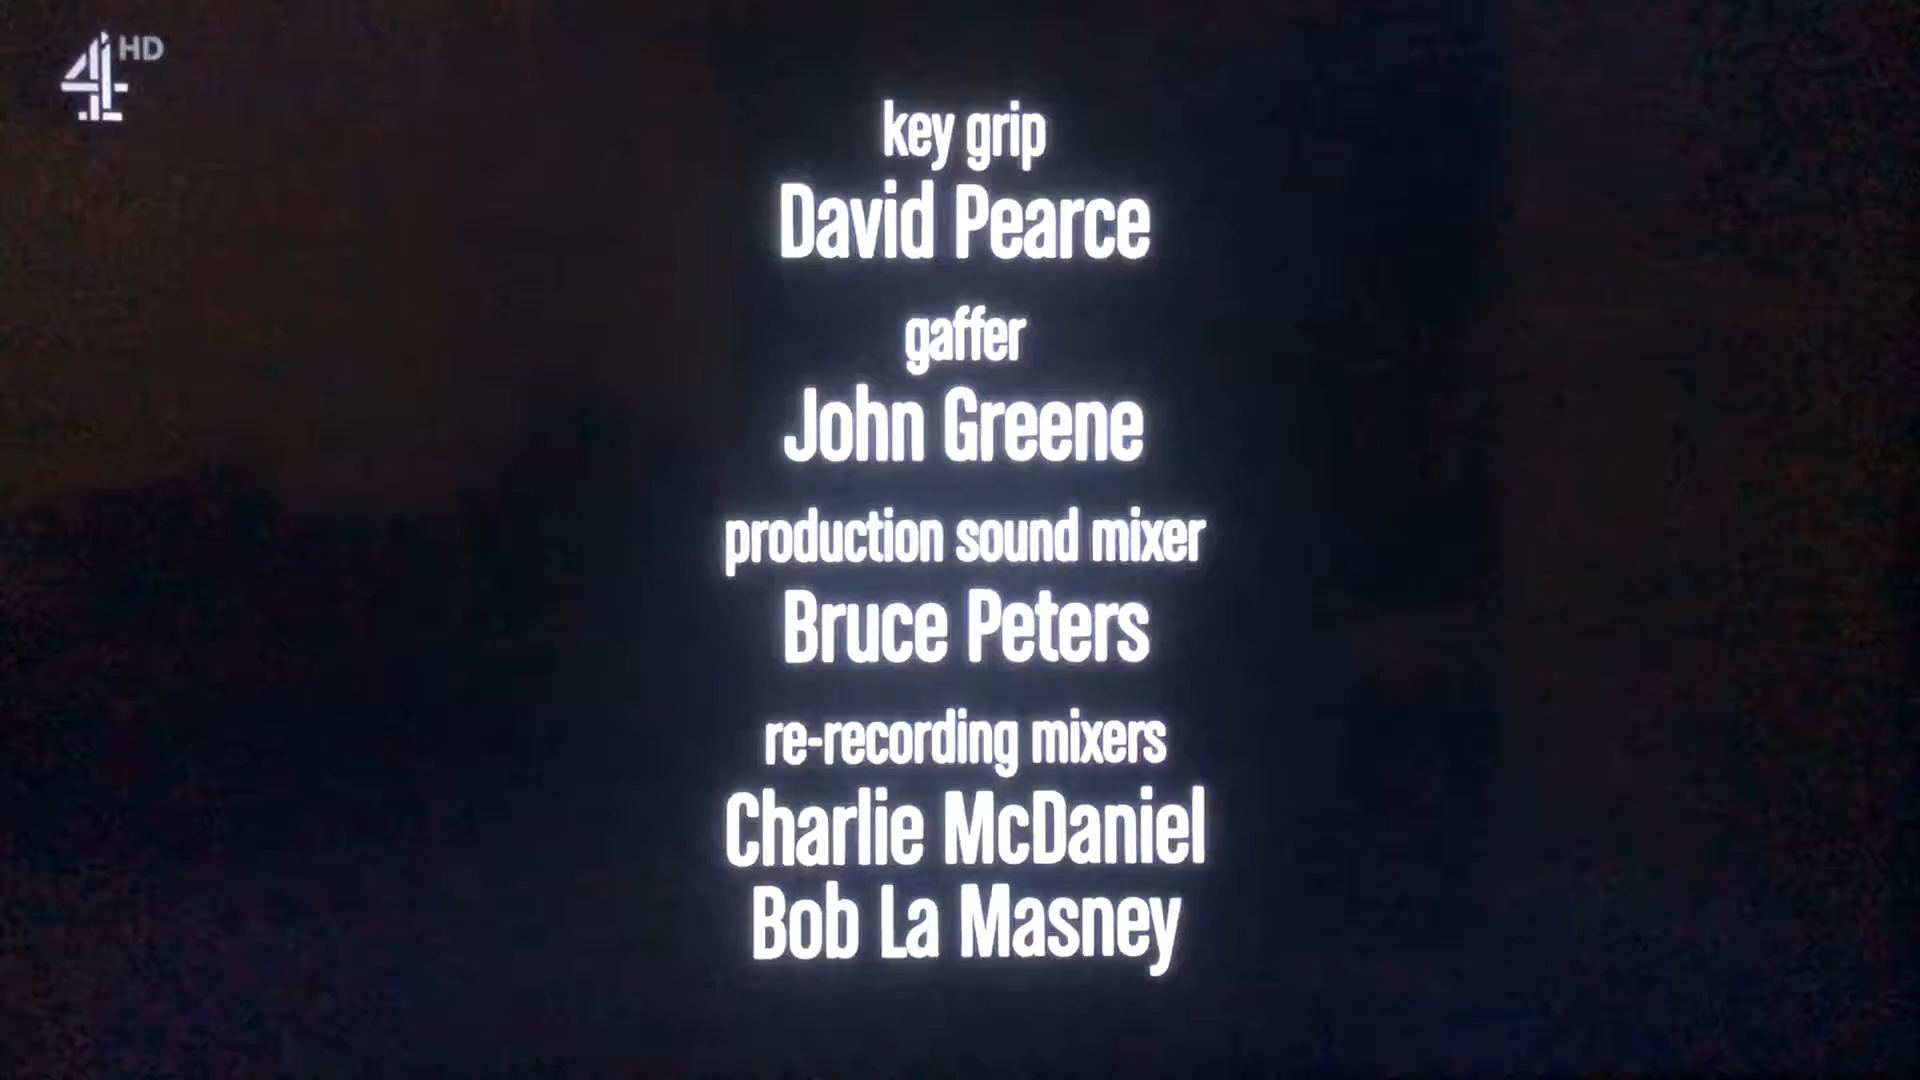 4 HD
key grip
David Pearce
gaffer
John Greene
production sound mixer
Bruce Peters
re-recording mixers
Charlie McDaniel
Bob La Masney